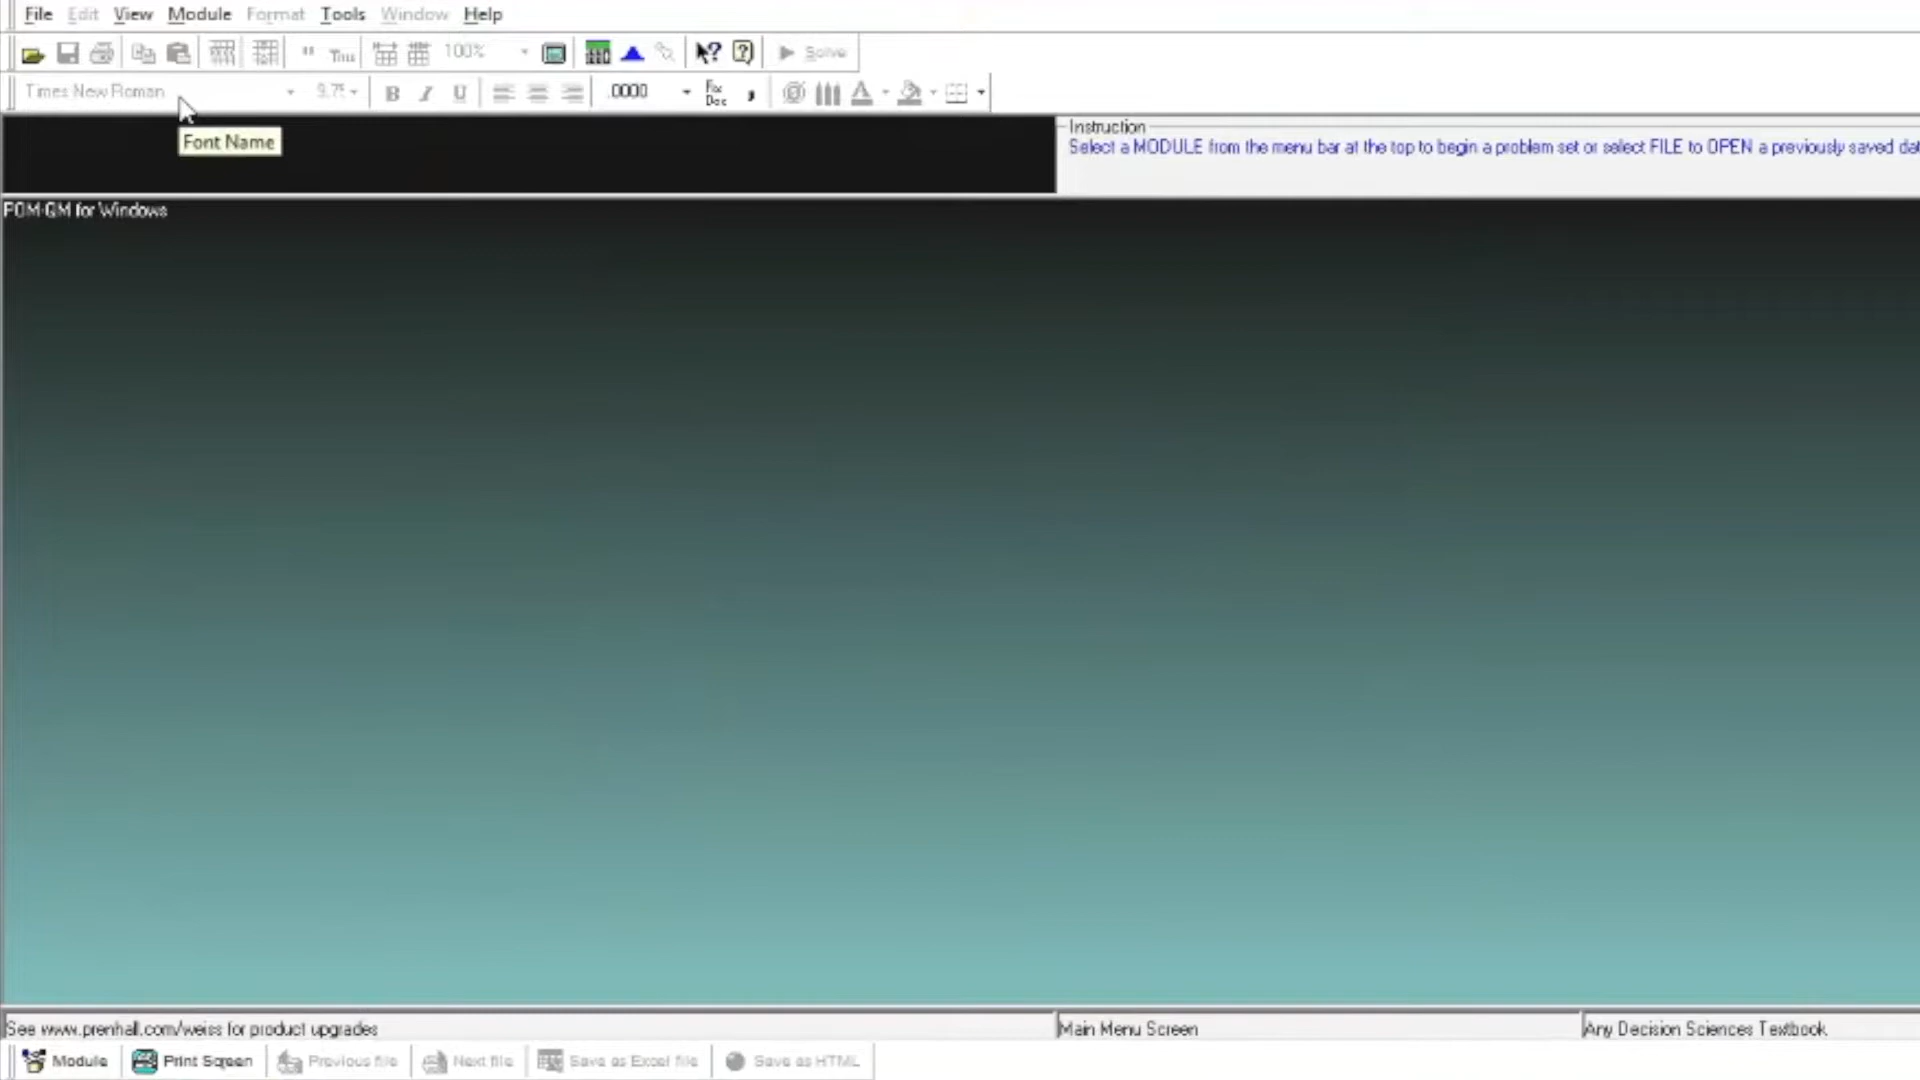 File Edit View Module Format Tools Window Help
100% Solve
Times New Roman 9.75 B I U .0000 Fix Dec ,
Font Name
Instruction
Select a MODULE from the menu bar at the top to begin a problem set or select FILE to OPEN a previously saved dat
POM-QM for Windows
See www.prenhall.com/weiss for product upgrades
Main Menu Screen
Any Decision Sciences Textbook
Module Print Screen Previous file Next file Save as Excel file Save as HTML